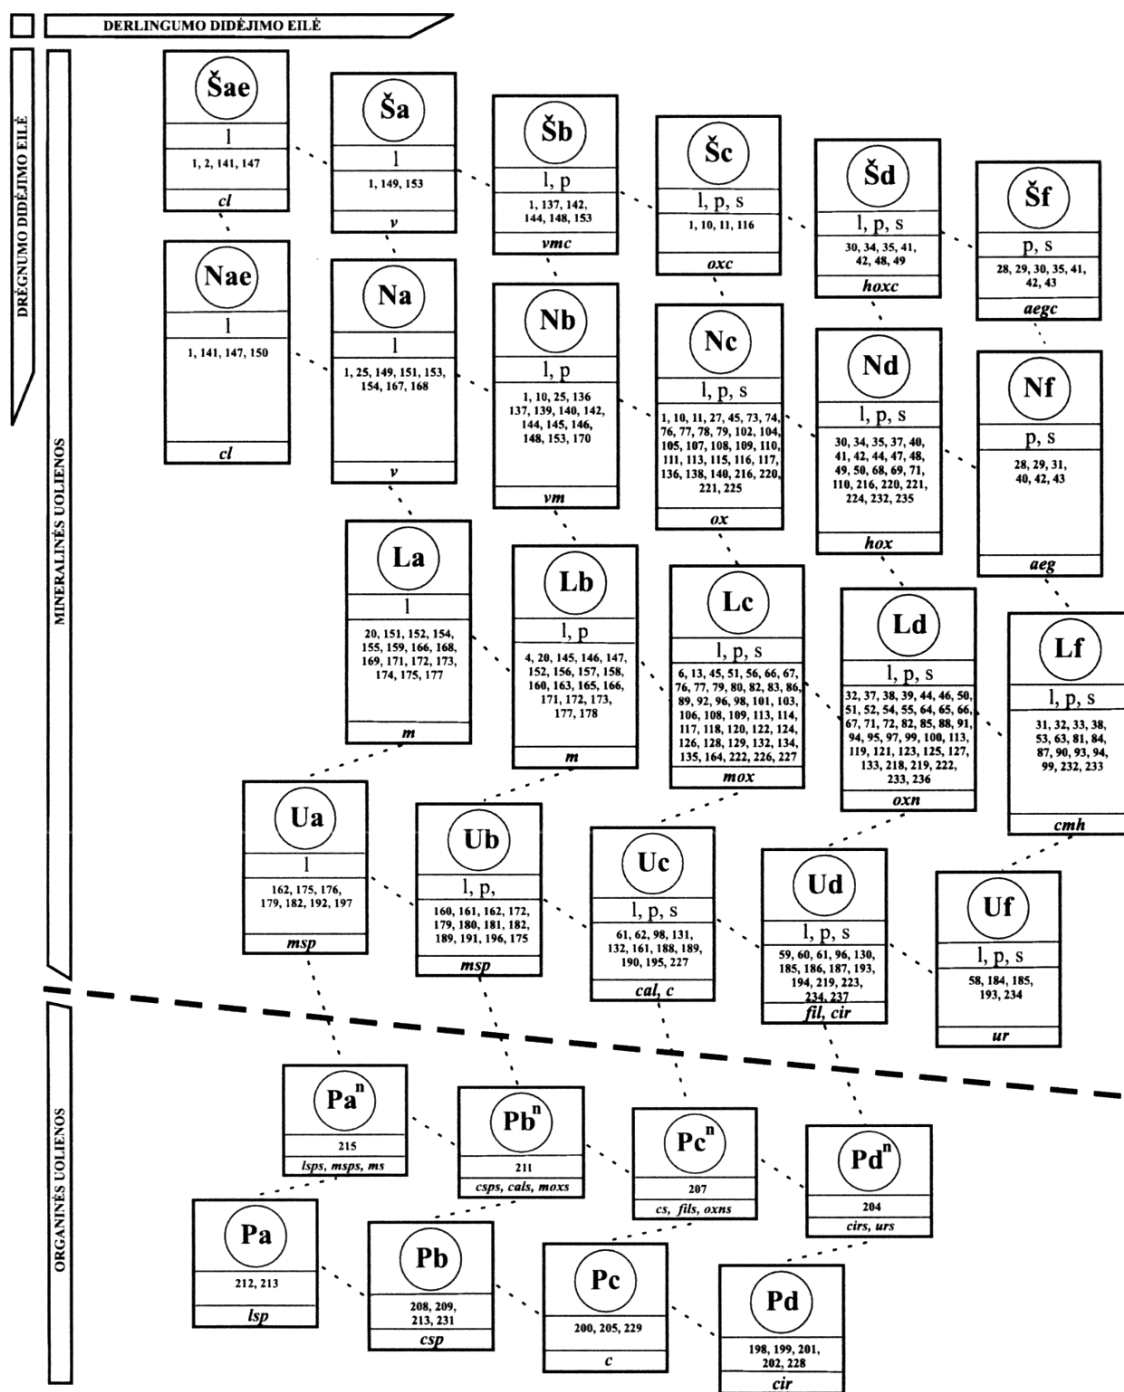 DERLINGUMO DIDĖJIMO EILĖ
DRĖGNUMO DIDĖJIMO EILĖ
MINERALINĖS UOLIENOS
ORGANINĖS UOLIENOS
Šae
l
1, 2, 141, 147
cl
Ša
l
1, 149, 153
v
Šb
l, p
1, 137, 142,
144, 148, 153
vmc
Šc
l, p, s
1, 10, 11, 116
oxc
Šd
l, p, s
30, 34, 35, 41,
42, 48, 49
hoxc
Šf
p, s
28, 29, 30, 35, 41,
42, 43
aegc
Nae
l
1, 141, 147, 150
cl
Na
l
1, 25, 149, 151, 153,
154, 167, 168
v
Nb
l, p
1, 10, 25, 136
137, 139, 140, 142,
144, 145, 146,
148, 153, 170
vm
Nc
l, p, s
1, 10, 11, 27, 45, 73, 74,
76, 77, 78, 79, 102, 104,
105, 107, 108, 109, 110,
111, 113, 115, 116, 117,
136, 138, 140, 216, 220,
221, 225
ox
Nd
l, p, s
30, 34, 35, 37, 40,
41, 42, 44, 47, 48,
49, 50, 68, 69, 71,
110, 216, 220, 221,
224, 232, 235
hox
Nf
p, s
28, 29, 31,
40, 42, 43
aeg
La
l
20, 151, 152, 154,
155, 159, 166, 168,
169, 171, 172, 173,
174, 175, 177
m
Lb
l, p
4, 20, 145, 146, 147,
152, 156, 157, 158,
160, 163, 165, 166,
171, 172, 173,
177, 178
m
Lc
l, p, s
6, 13, 45, 51, 56, 66, 67,
76, 77, 79, 80, 82, 83, 86,
89, 92, 96, 98, 101, 103,
106, 108, 109, 113, 114,
117, 118, 120, 122, 124,
126, 128, 129, 132, 134,
135, 164, 222, 226, 227
mox
Ld
l, p, s
32, 37, 38, 39, 44, 46, 50,
51, 52, 54, 55, 64, 65, 66,
67, 71, 72, 82, 85, 88, 91,
94, 95, 97, 99, 100, 113,
119, 121, 123, 125, 127,
133, 218, 219, 222,
233, 236
oxn
Lf
l, p, s
31, 32, 33, 38,
53, 63, 81, 84,
87, 90, 93, 94,
99, 232, 233
cmh
Ua
l
162, 175, 176,
179, 182, 192, 197
msp
Ub
l, p,
160, 161, 162, 172,
179, 180, 181, 182,
189, 191, 196, 175
msp
Uc
l, p, s
61, 62, 98, 131,
132, 161, 188, 189,
190, 195, 227
cal, c
Ud
l, p, s
59, 60, 61, 96, 130,
185, 186, 187, 193,
194, 219, 223,
234, 237
fil, cir
Uf
l, p, s
58, 184, 185,
193, 234
ur
Paⁿ
215
lsps, msps, ms
Pbⁿ
211
csps, cals, moxs
Pcⁿ
207
cs, fils, oxns
Pdⁿ
204
cirs, urs
Pa
212, 213
lsp
Pb
208, 209,
213, 231
csp
Pc
200, 205, 229
c
Pd
198, 199, 201,
202, 228
cir